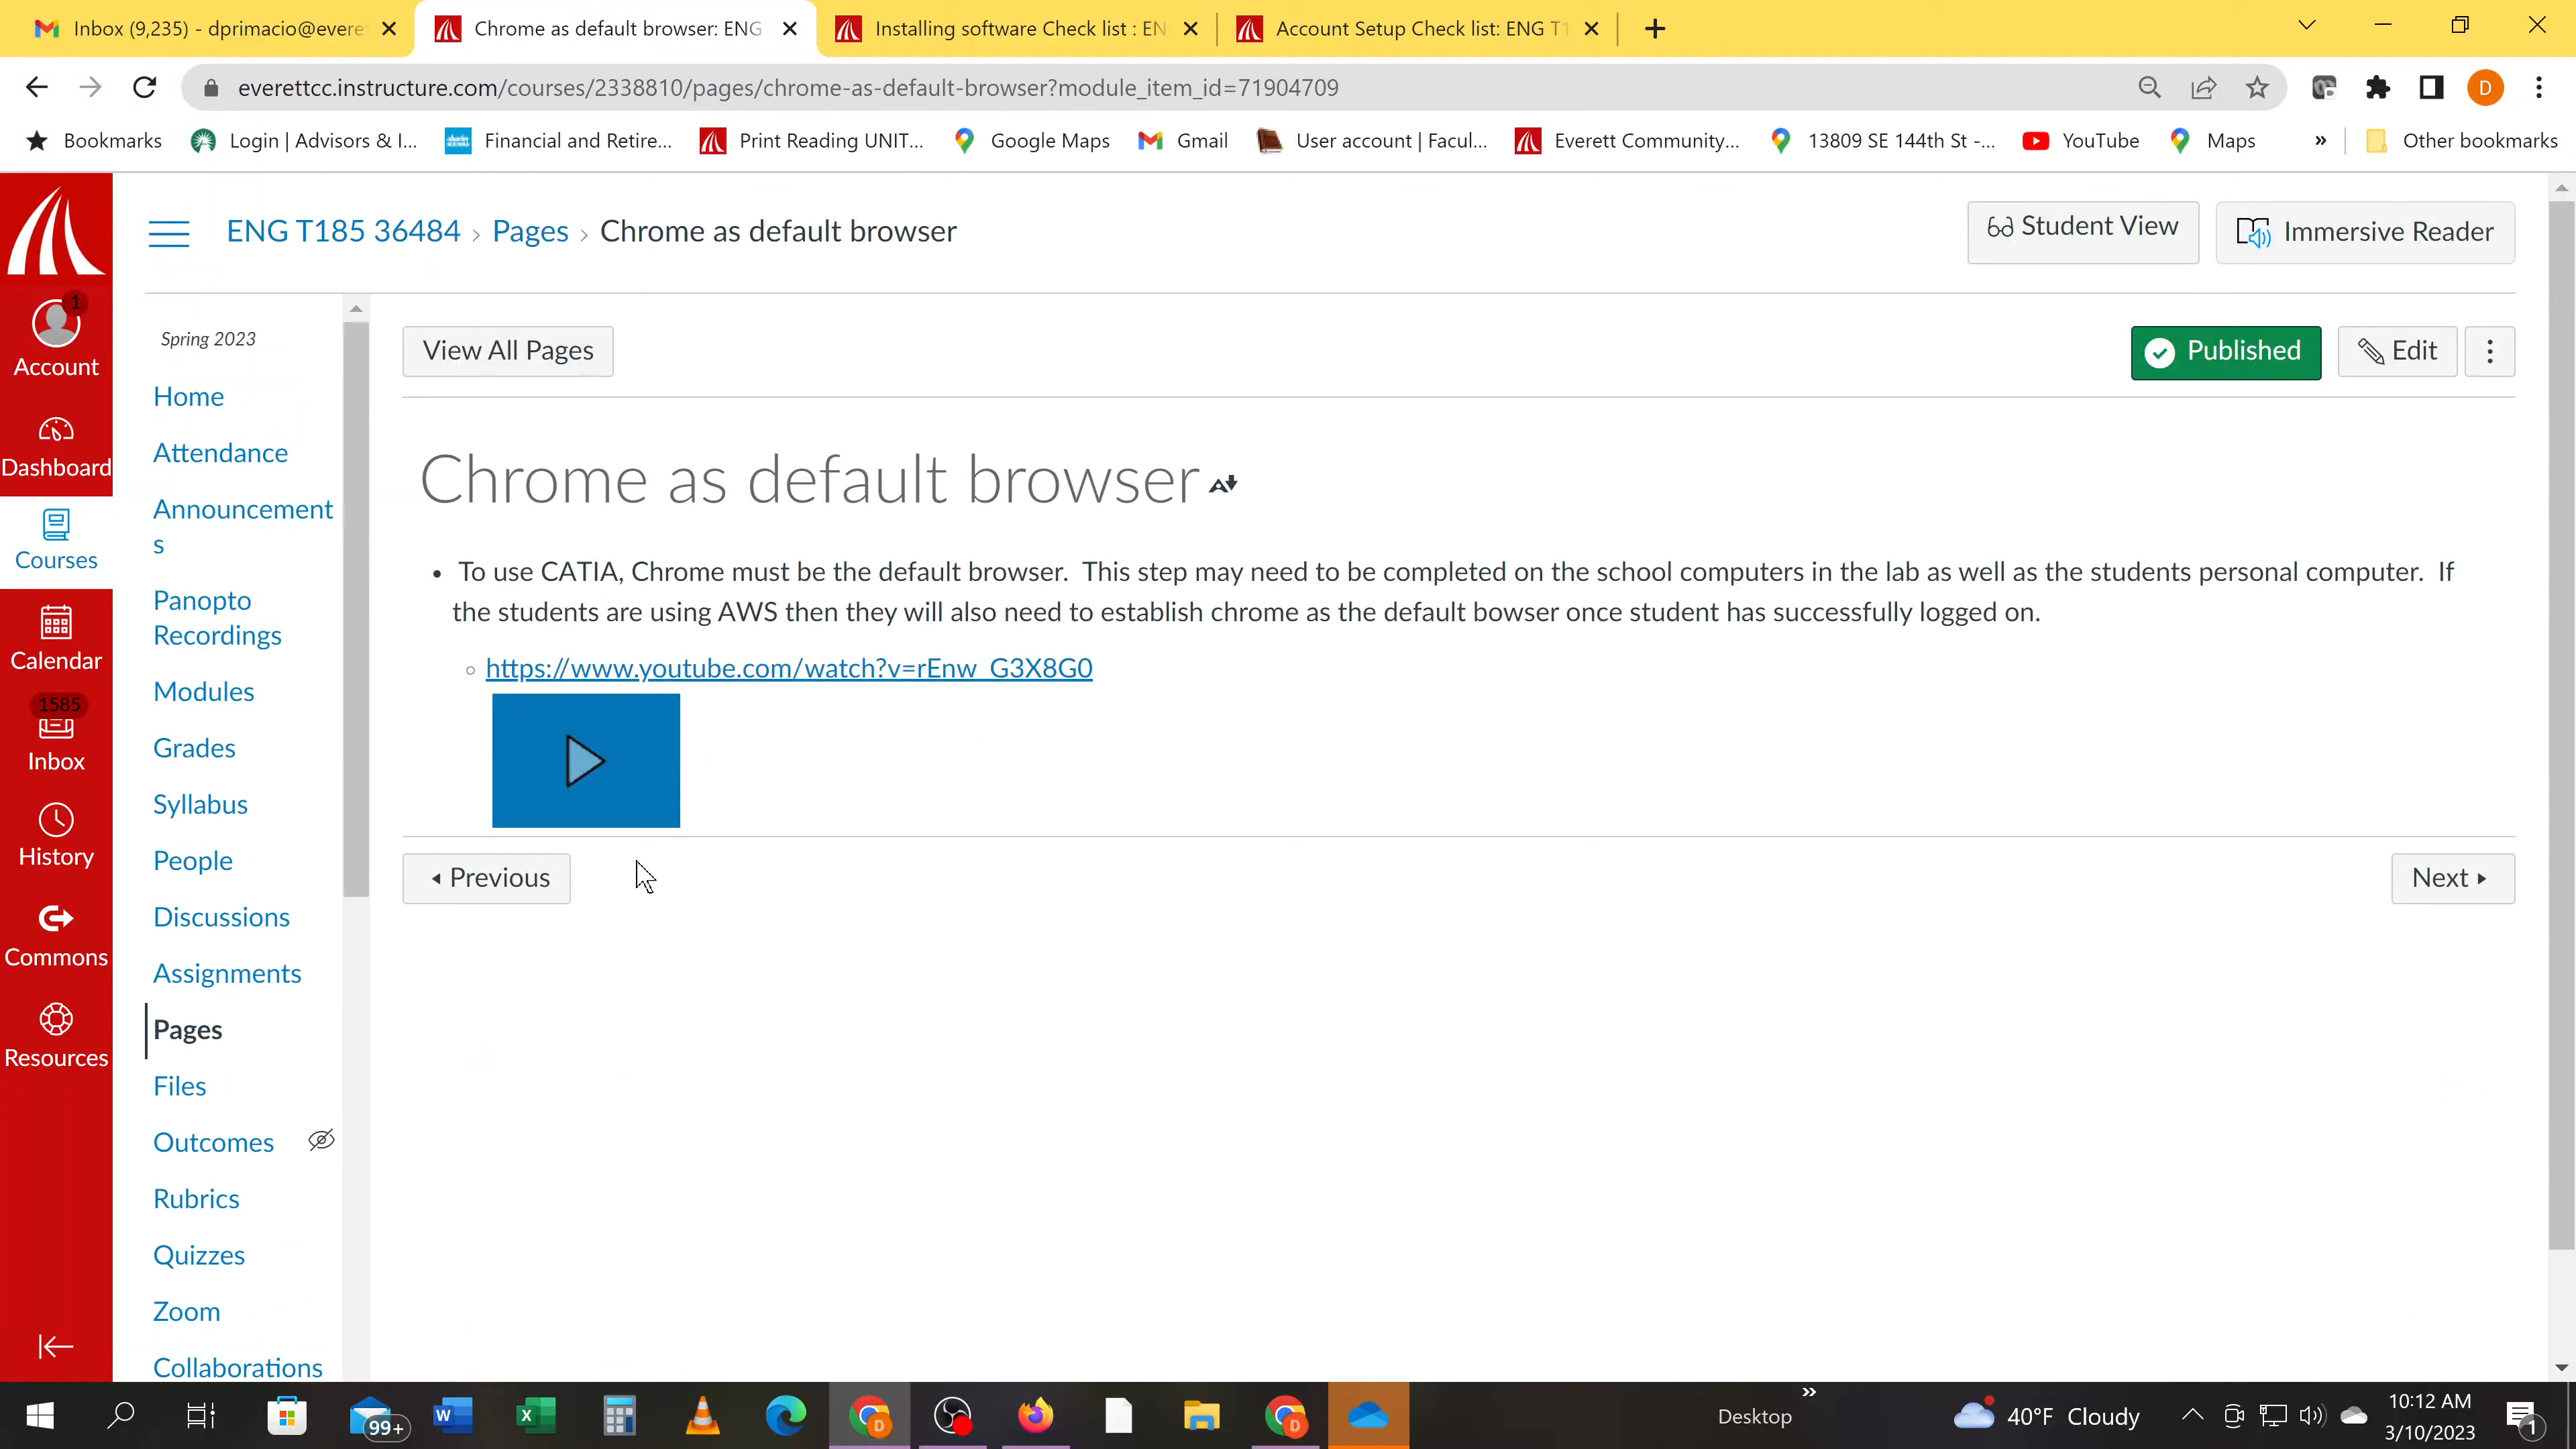 Inbox (9,235) - dprimacio@evere
Chrome as default browser: ENG
Installing software Check list : EN
Account Setup Check list: ENG T1
everettcc.instructure.com/courses/2338810/pages/chrome-as-default-browser?module_item_id=71904709
D
Bookmarks
Login | Advisors & I...
Financial and Retire...
Print Reading UNIT...
Google Maps
Gmail
User account | Facul...
Everett Community...
13809 SE 144th St -...
YouTube
Maps
»
Other bookmarks
ENG T185 36484 › Pages › Chrome as default browser
Student View
Immersive Reader
1
Account
Dashboard
Courses
Calendar
1585
Inbox
History
Commons
Resources
Spring 2023
Home
Attendance
Announcement
s
Panopto
Recordings
Modules
Grades
Syllabus
People
Discussions
Assignments
Pages
Files
Outcomes
Rubrics
Quizzes
Zoom
Collaborations
View All Pages
Published
Edit
Chrome as default browser
• To use CATIA, Chrome must be the default browser. This step may need to be completed on the school computers in the lab as well as the students personal computer. If
the students are using AWS then they will also need to establish chrome as the default bowser once student has successfully logged on.
https://www.youtube.com/watch?v=rEnw_G3X8G0
Previous
Next
99+
Desktop
»
40°F Cloudy
10:12 AM
3/10/2023
1